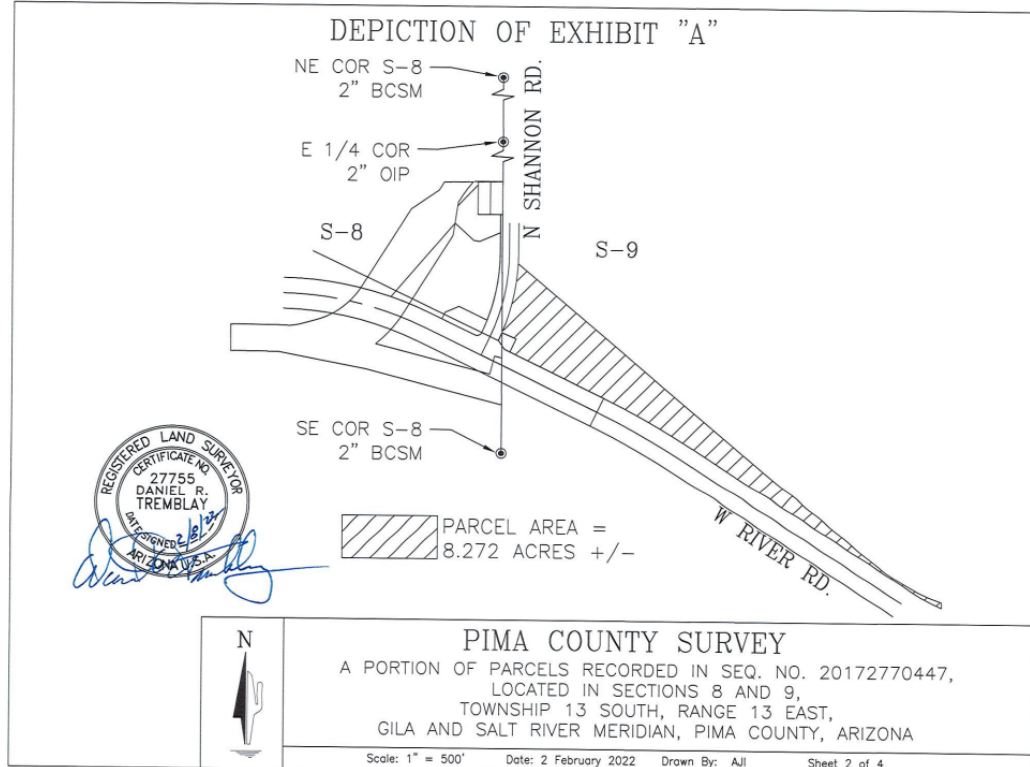 DEPICTION OF EXHIBIT "A"
NE COR S-8
2" BCSM
N SHANNON RD.
E 1/4 COR
2" OIP
S-8
S-9
SE COR S-8
2" BCSM
REGISTERED LAND SURVEYOR
CERTIFICATE NO.
27755
DANIEL R.
TREMBLAY
DATE SIGNED
ARIZONA U.S.A.
PARCEL AREA =
8.272 ACRES +/-
W RIVER RD.
N
PIMA COUNTY SURVEY
A PORTION OF PARCELS RECORDED IN SEQ. NO. 20172770447,
LOCATED IN SECTIONS 8 AND 9,
TOWNSHIP 13 SOUTH, RANGE 13 EAST,
GILA AND SALT RIVER MERIDIAN, PIMA COUNTY, ARIZONA
Scale: 1" = 500' Date: 2 February 2022 Drawn By: AJI Sheet 2 of 4